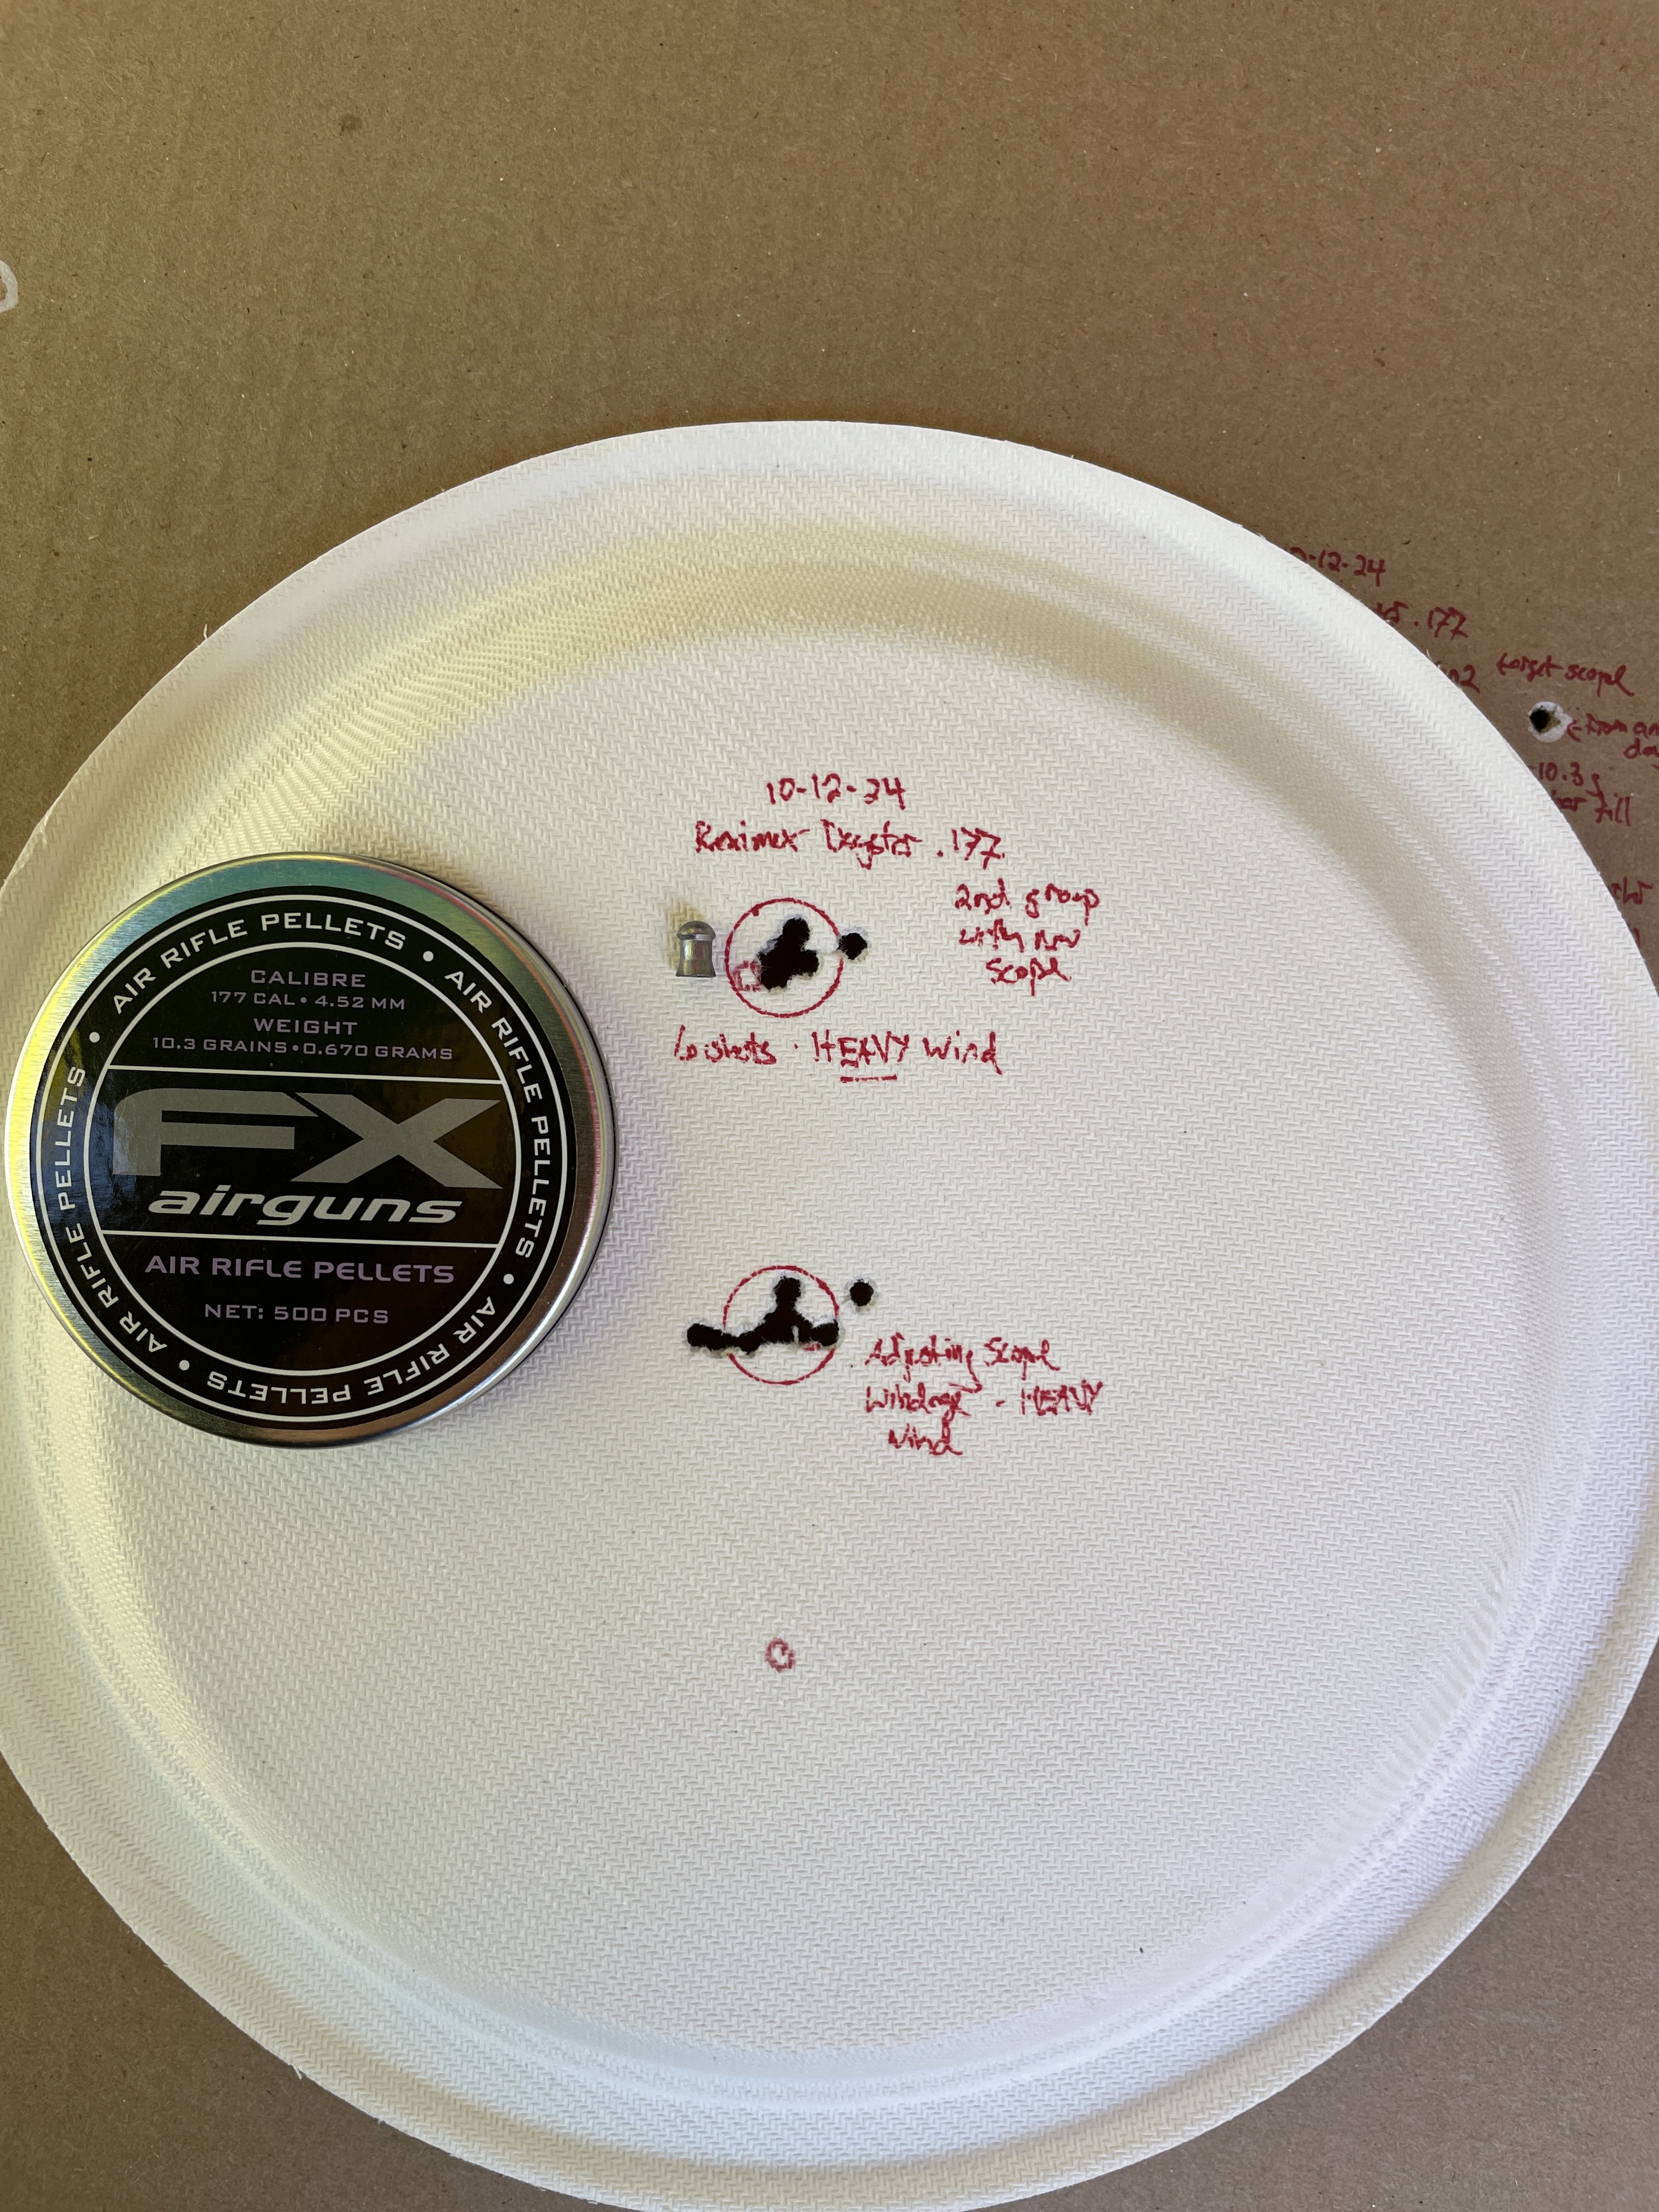 -12-24
.177
target scope
10.3 g
fill
10-12-24
Reximex Daystar .177
2nd group
with new
scope
shots · HEAVY Wind
AIR RIFLE PELLETS • AIR RIFLE PELLETS • AIR RIFLE PELLETS • AIR RIFLE PELLETS •
CALIBRE
177 CAL • 4.52 MM
WEIGHT
10.3 GRAINS • 0.670 GRAMS
FX
airguns
AIR RIFLE PELLETS
NET: 500 PCS
Adjusting Scope
Windage - HEAVY
Wind